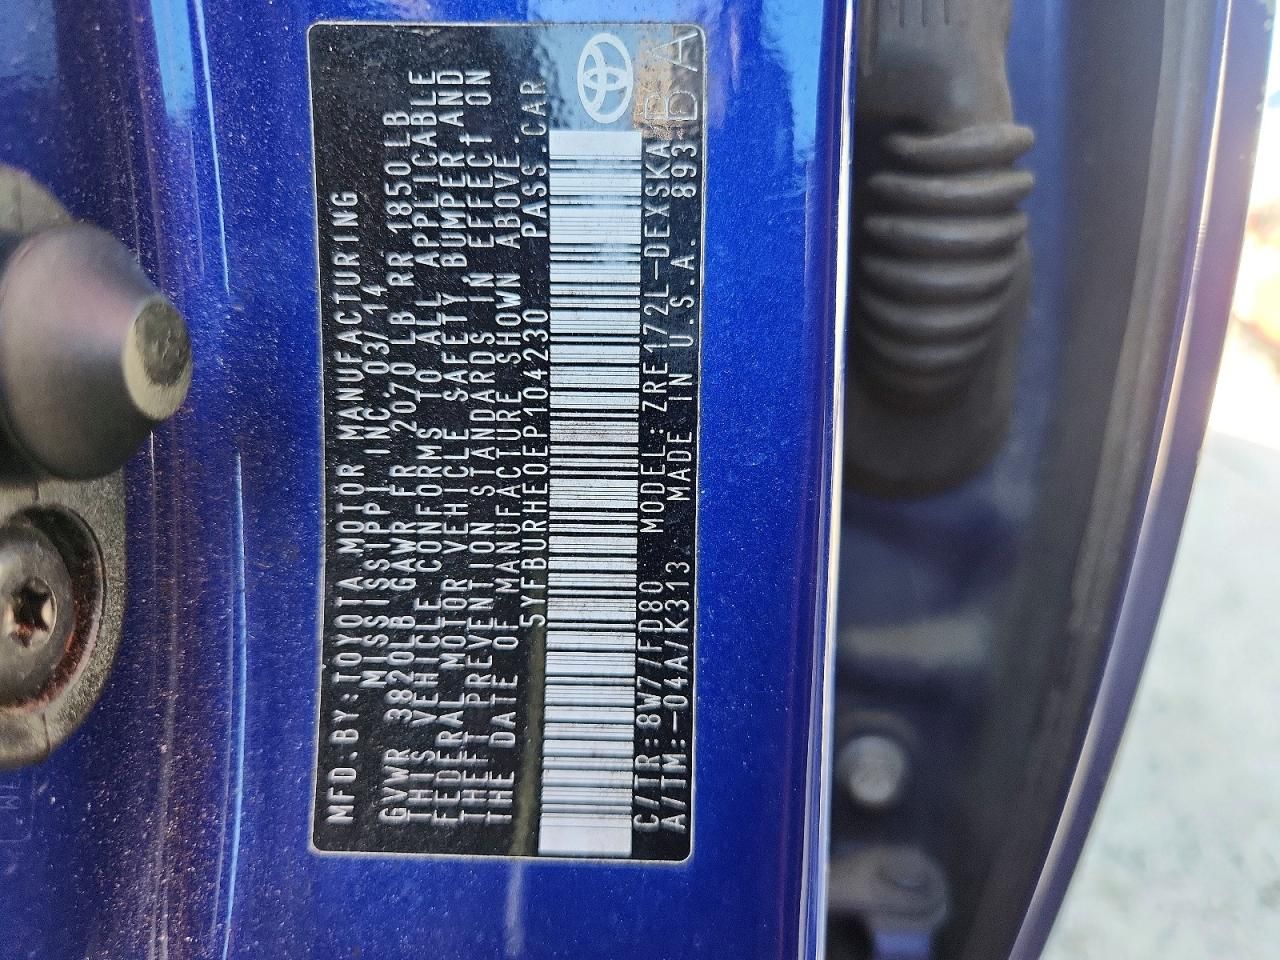 MFD.BY:TOYOTA MOTOR MANUFACTURING
MISSISSIPPI INC. 03/14
GVWR 3820LB GAWR FR 2070 LB RR 1850LB
THIS VEHICLE CONFORMS TO ALL APPLICABLE
FEDERAL MOTOR VEHICLE SAFETY BUMPER AND
THEFT PREVENTION STANDARDS IN EFFECT ON
THE DATE OF MANUFACTURE SHOWN ABOVE.
5YFBURHE0EP104230 PASS.CAR
C/TR:8W7/FD80 MODEL:ZRE172L-DEXSKA
A/TM:-04A/K313 MADE IN U.S.A. 893
BA